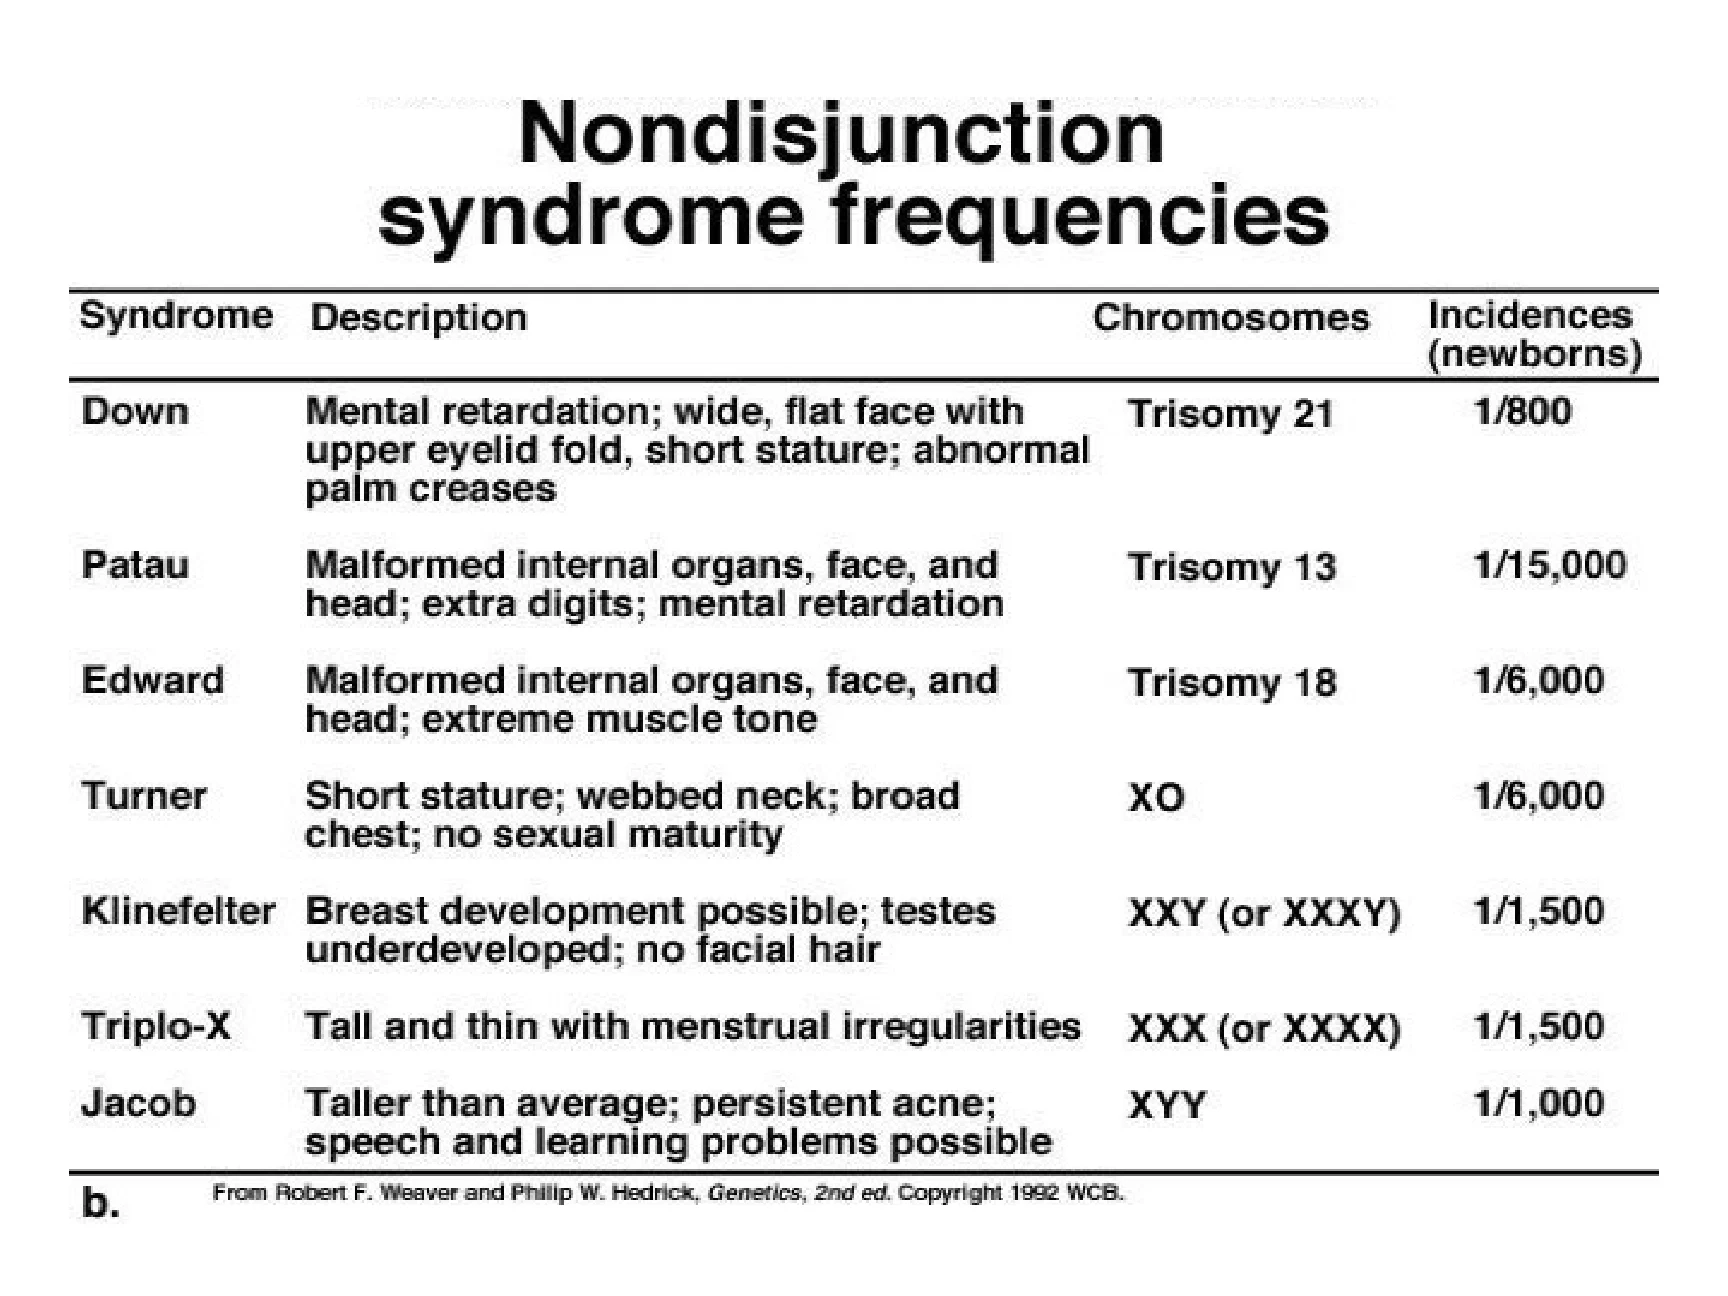 Nondisjunction
syndrome frequencies
Syndrome Description Chromosomes Incidences
(newborns)
Down Mental retardation; wide, flat face with Trisomy 21 1/800
upper eyelid fold, short stature; abnormal
palm creases
Patau Malformed internal organs, face, and Trisomy 13 1/15,000
head; extra digits; mental retardation
Edward Malformed internal organs, face, and Trisomy 18 1/6,000
head; extreme muscle tone
Turner Short stature; webbed neck; broad XO 1/6,000
chest; no sexual maturity
Klinefelter Breast development possible; testes XXY (or XXXY) 1/1,500
underdeveloped; no facial hair
Triplo-X Tall and thin with menstrual irregularities XXX (or XXXX) 1/1,500
Jacob Taller than average; persistent acne; XYY 1/1,000
speech and learning problems possible
b. From Robert F. Weaver and Philip W. Hedrick, Genetics, 2nd ed. Copyright 1992 WCB.